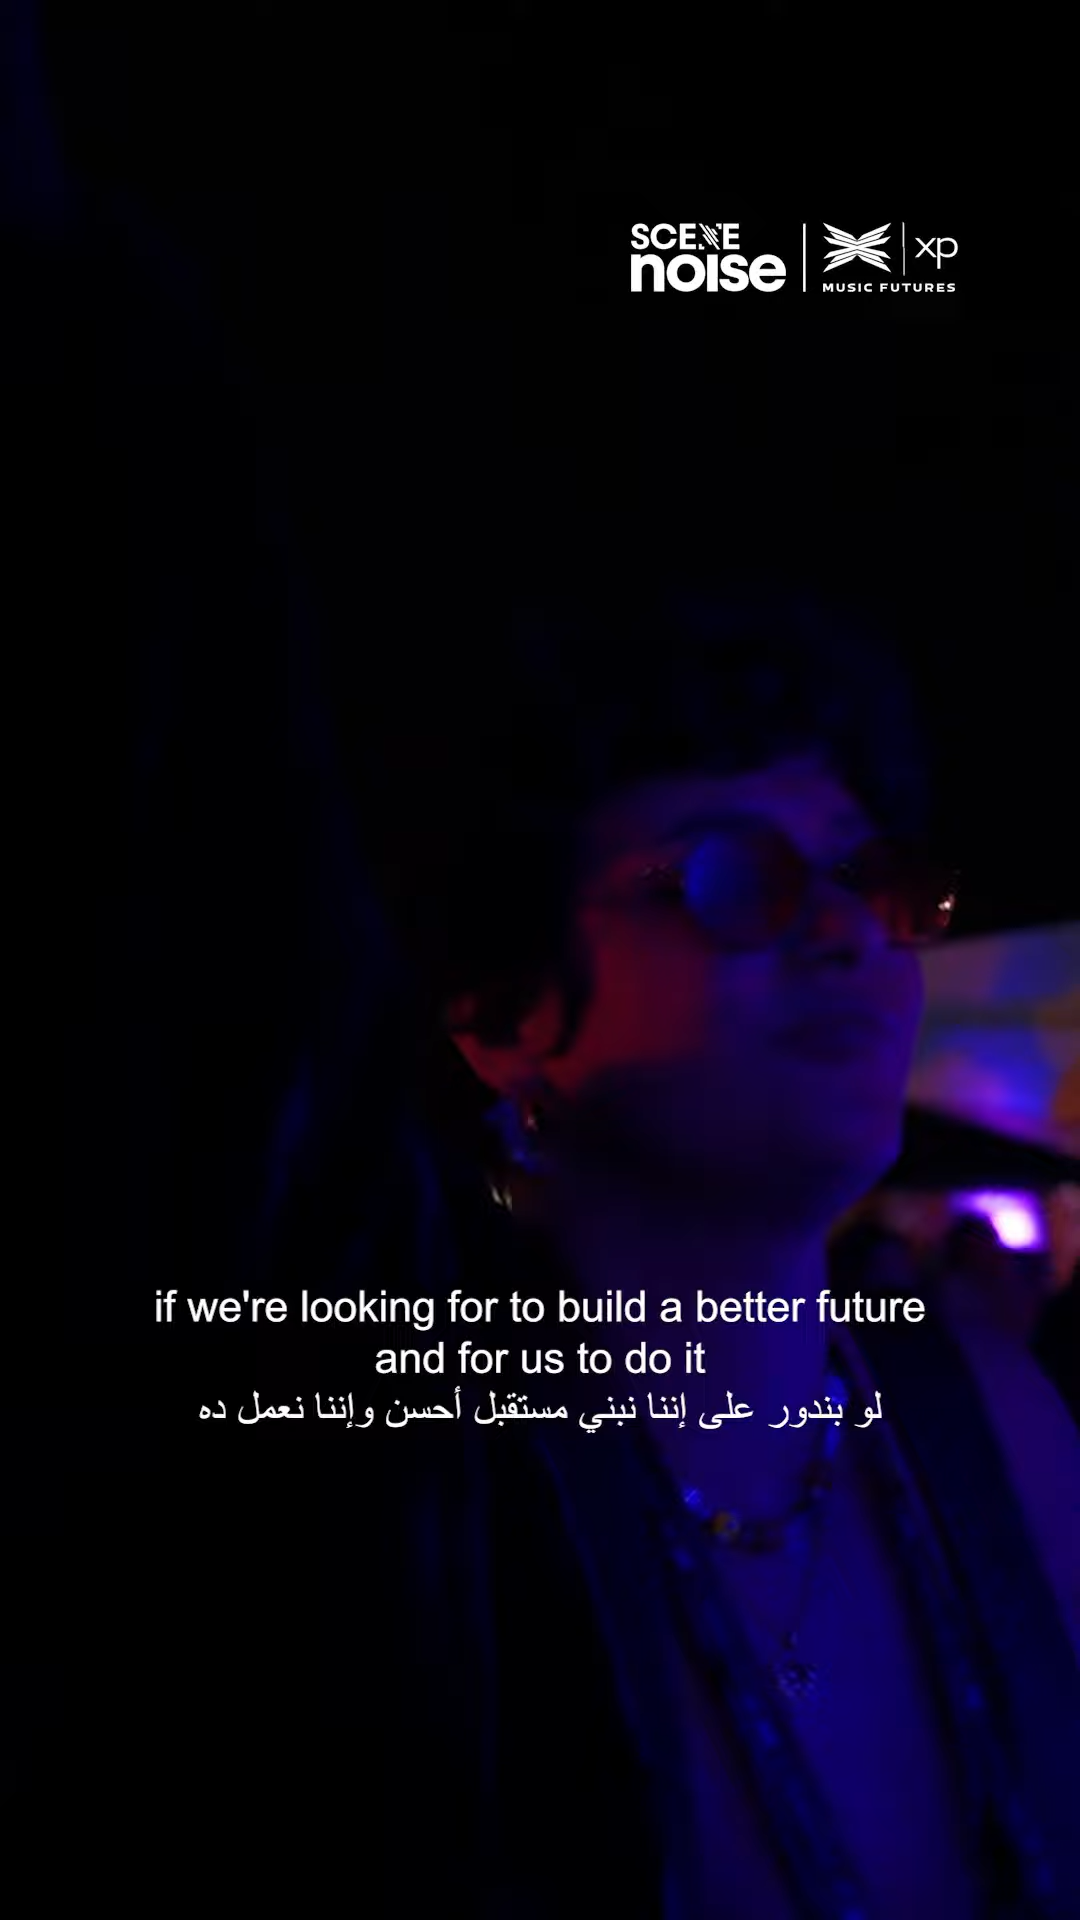 SCENE
noise
xp
MUSIC FUTURES
if we're looking for to build a better future
and for us to do it
لو بندور على إننا نبني مستقبل أحسن وإننا نعمل ده